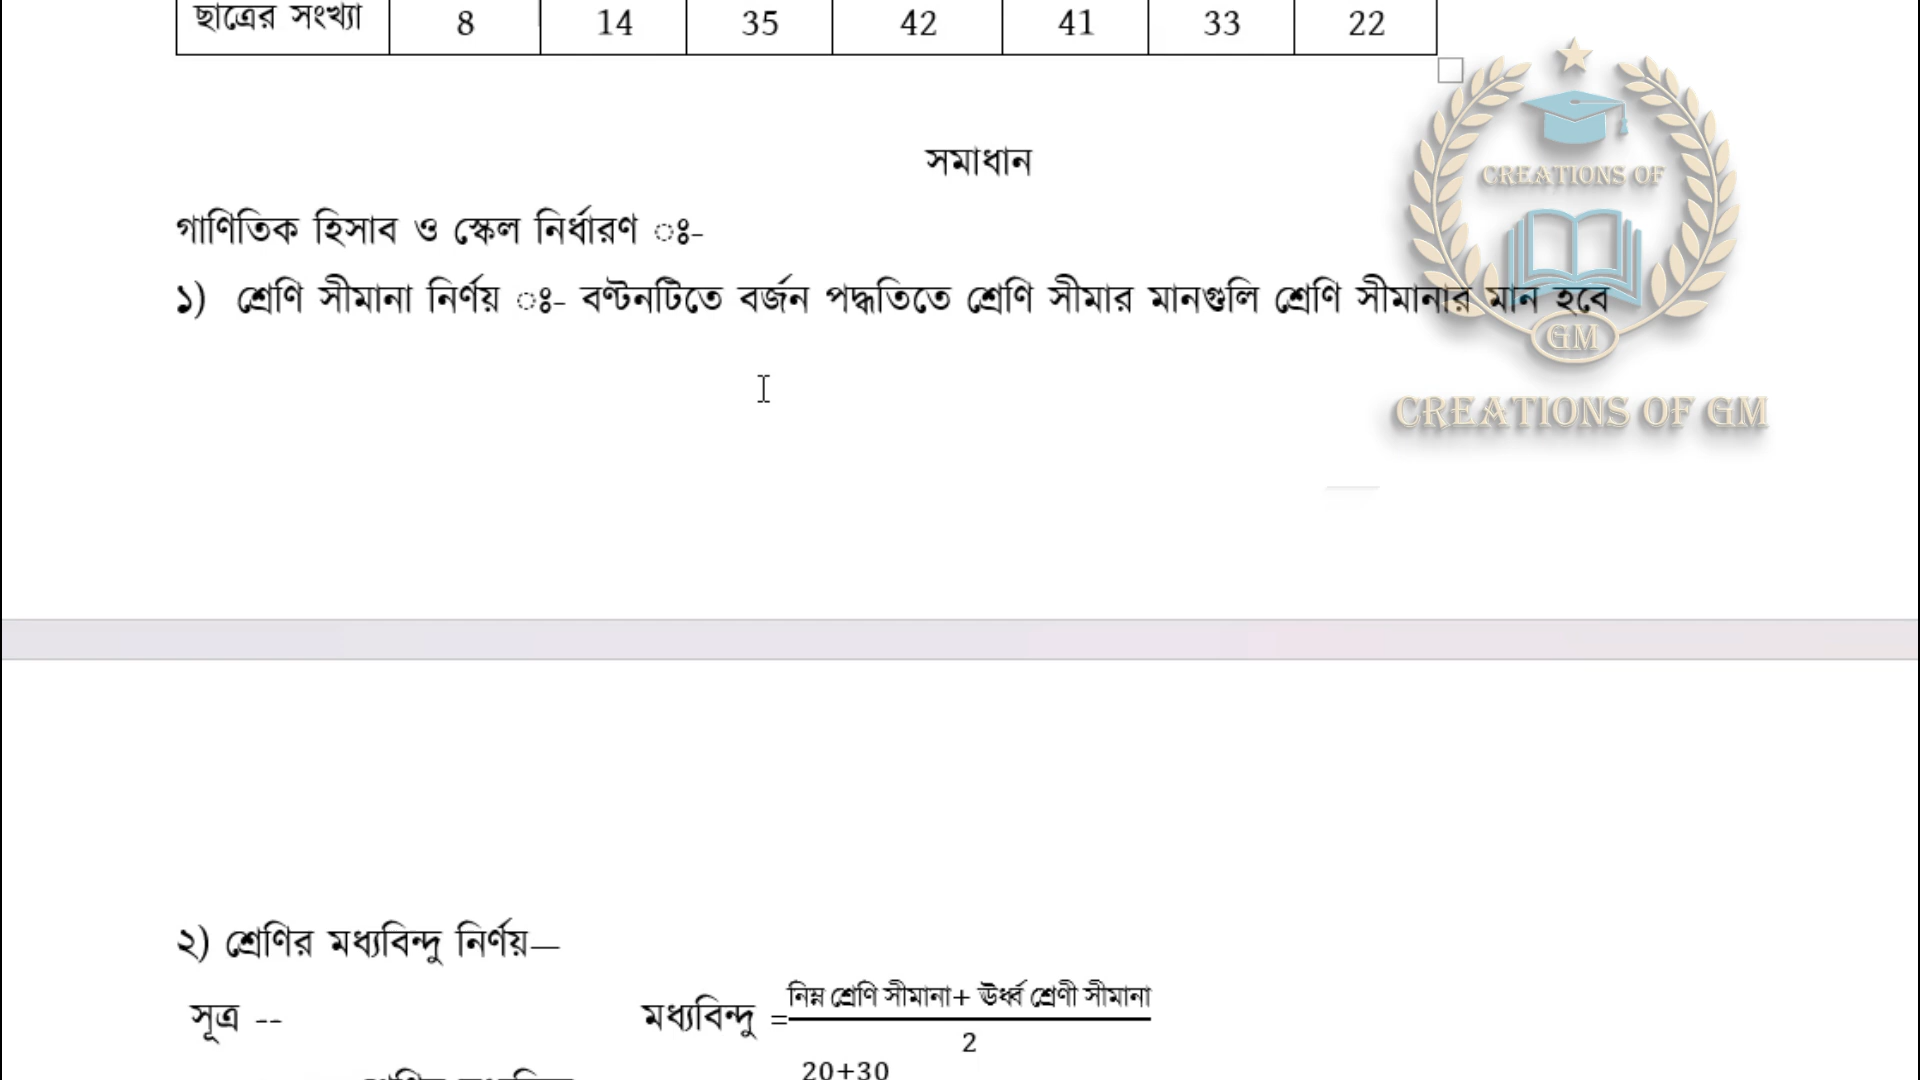 ছাত্রের সংখ্যা 8 14 35 42 41 33 22
CREATIONS OF
সমাধান
গাণিতিক হিসাব ও স্কেল নির্ধারণ ঃ-
১) শ্রেণি সীমানা নির্ণয় ঃ- বণ্টনটিতে বর্জন পদ্ধতিতে শ্রেণি সীমার মানগুলি শ্রেণি সীমানার মান হবে
GM
CREATIONS OF GM
২) শ্রেণির মধ্যবিন্দু নির্ণয়—
সূত্র -- মধ্যবিন্দু = নিম্ন শ্রেণি সীমানা+ ঊর্ধ্ব শ্রেণী সীমানা
2
20+30